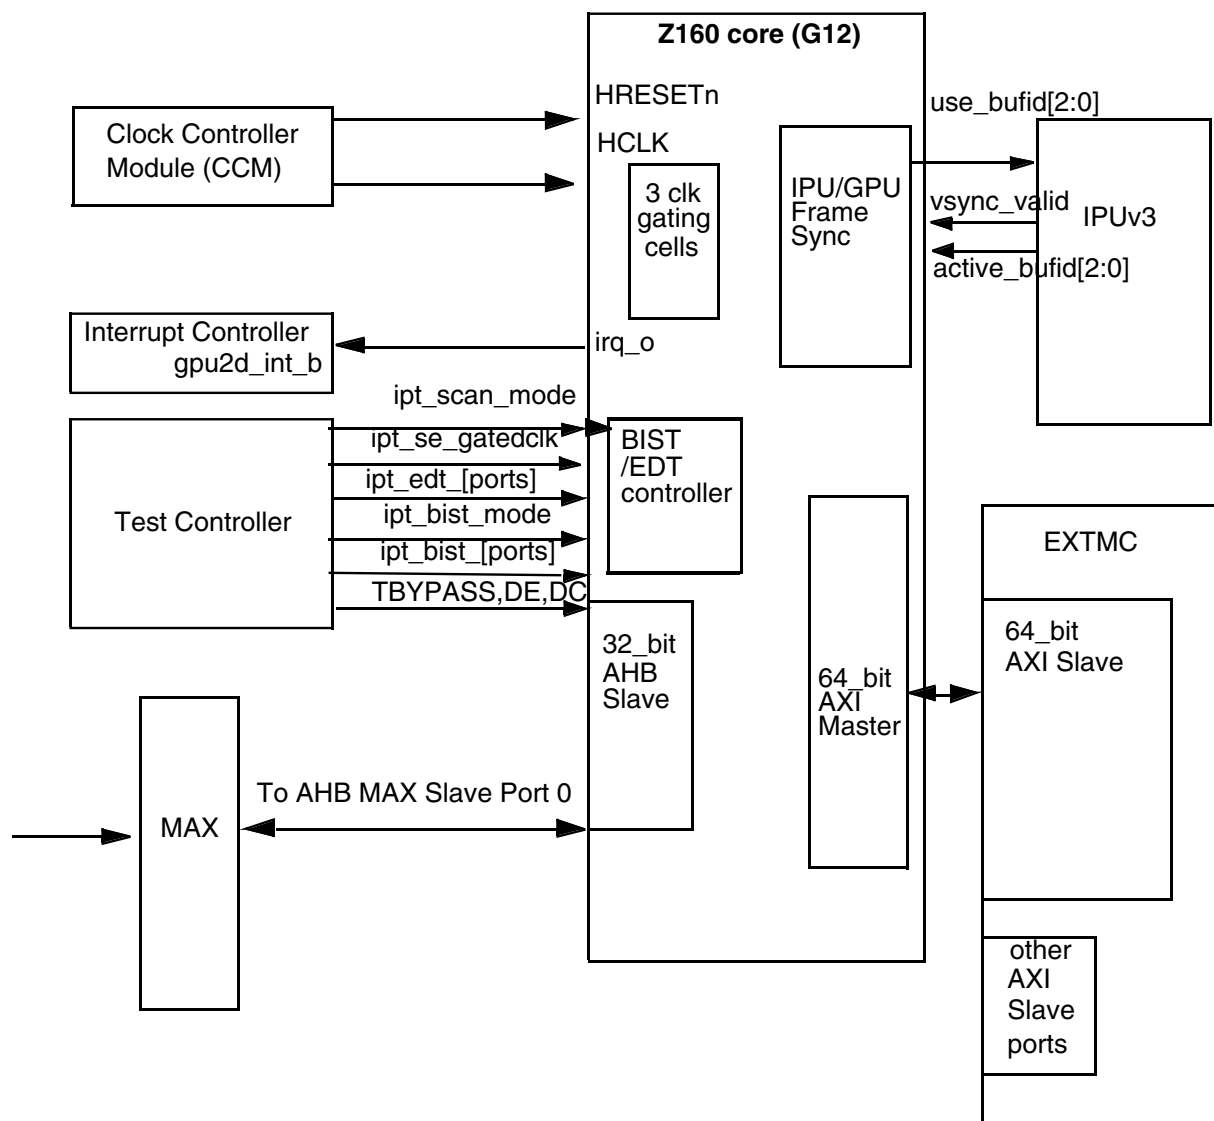 Z160 core (G12)
HRESETn
HCLK
Clock Controller
Module (CCM)
3 clk
gating
cells
IPU/GPU
Frame
Sync
use_bufid[2:0]
vsync_valid
active_bufid[2:0]
IPUv3
Interrupt Controller
gpu2d_int_b
irq_o
ipt_scan_mode
ipt_se_gatedclk
ipt_edt_[ports]
ipt_bist_mode
ipt_bist_[ports]
TBYPASS,DE,DC
Test Controller
BIST
/EDT
controller
32_bit
AHB
Slave
64_bit
AXI
Master
EXTMC
64_bit
AXI Slave
To AHB MAX Slave Port 0
MAX
other
AXI
Slave
ports